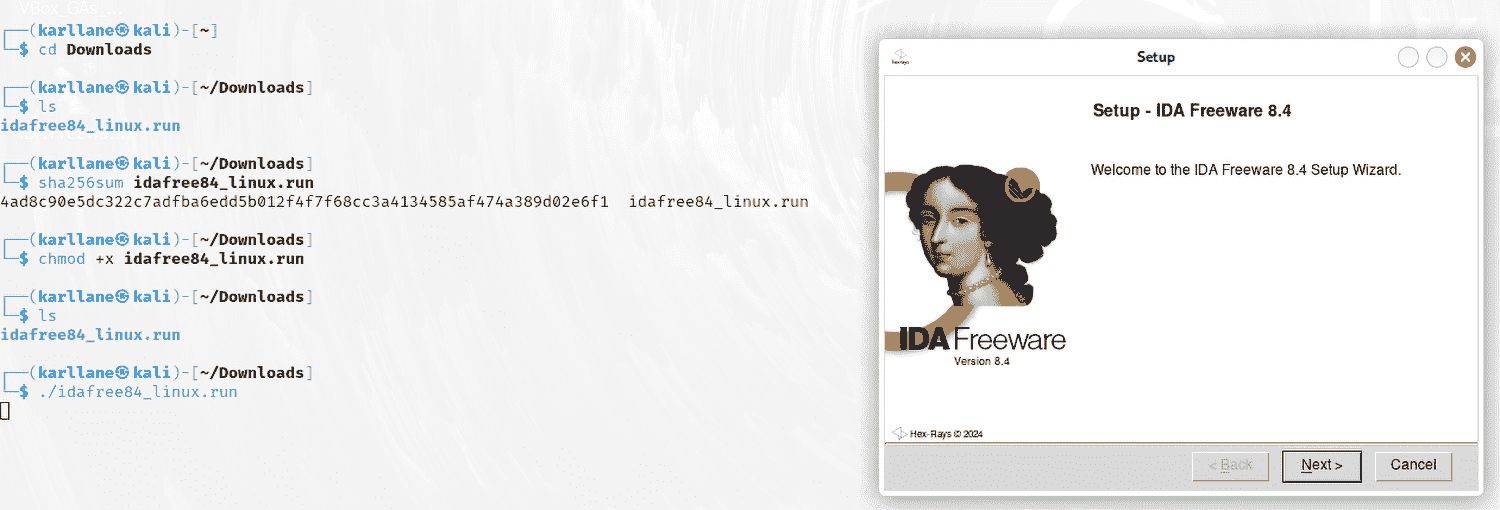 VBox_GAs_...
┌──(karllane㉿kali)-[~]
└─$ cd Downloads
┌──(karllane㉿kali)-[~/Downloads]
└─$ ls
idafree84_linux.run
┌──(karllane㉿kali)-[~/Downloads]
└─$ sha256sum idafree84_linux.run
4ad8c90e5dc322c7adfba6edd5b012f4f7f68cc3a4134585af474a389d02e6f1  idafree84_linux.run
┌──(karllane㉿kali)-[~/Downloads]
└─$ chmod +x idafree84_linux.run
┌──(karllane㉿kali)-[~/Downloads]
└─$ ls
idafree84_linux.run
┌──(karllane㉿kali)-[~/Downloads]
└─$ ./idafree84_linux.run
Setup
hex-rays
Setup - IDA Freeware 8.4
Welcome to the IDA Freeware 8.4 Setup Wizard.
IDA Freeware
Version 8.4
Hex-Rays © 2024
< Back
Next >
Cancel